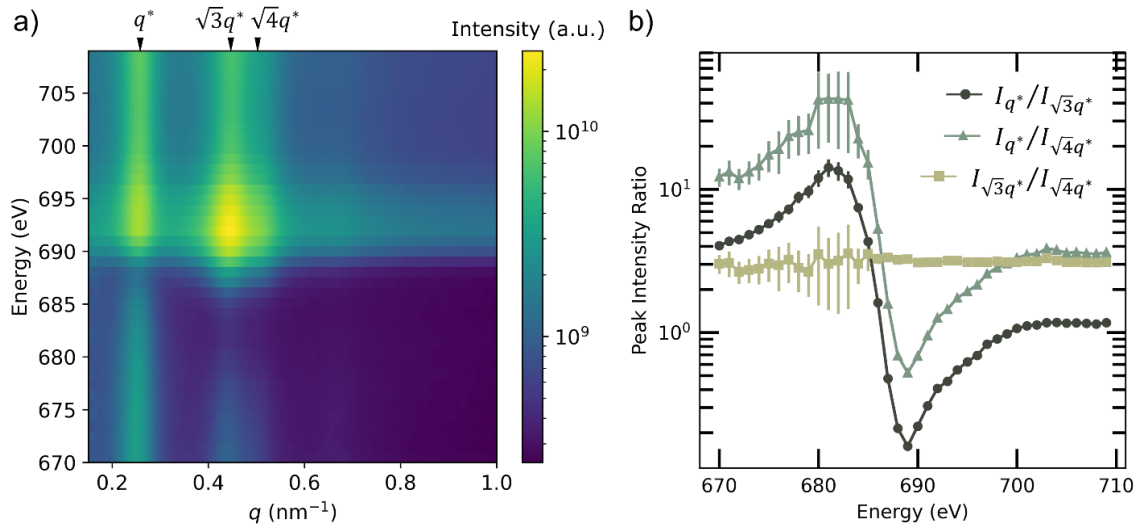 a)
q* √3q* √4q*
Intensity (a.u.)
705
700
695
690
685
680
675
670
Energy (eV)
0.2 0.4 0.6 0.8 1.0
q (nm⁻¹)
10¹⁰
10⁹
b)
I_{q*}/I_{√3q*}
I_{q*}/I_{√4q*}
I_{√3q*}/I_{√4q*}
Peak Intensity Ratio
10¹
10⁰
670 680 690 700 710
Energy (eV)